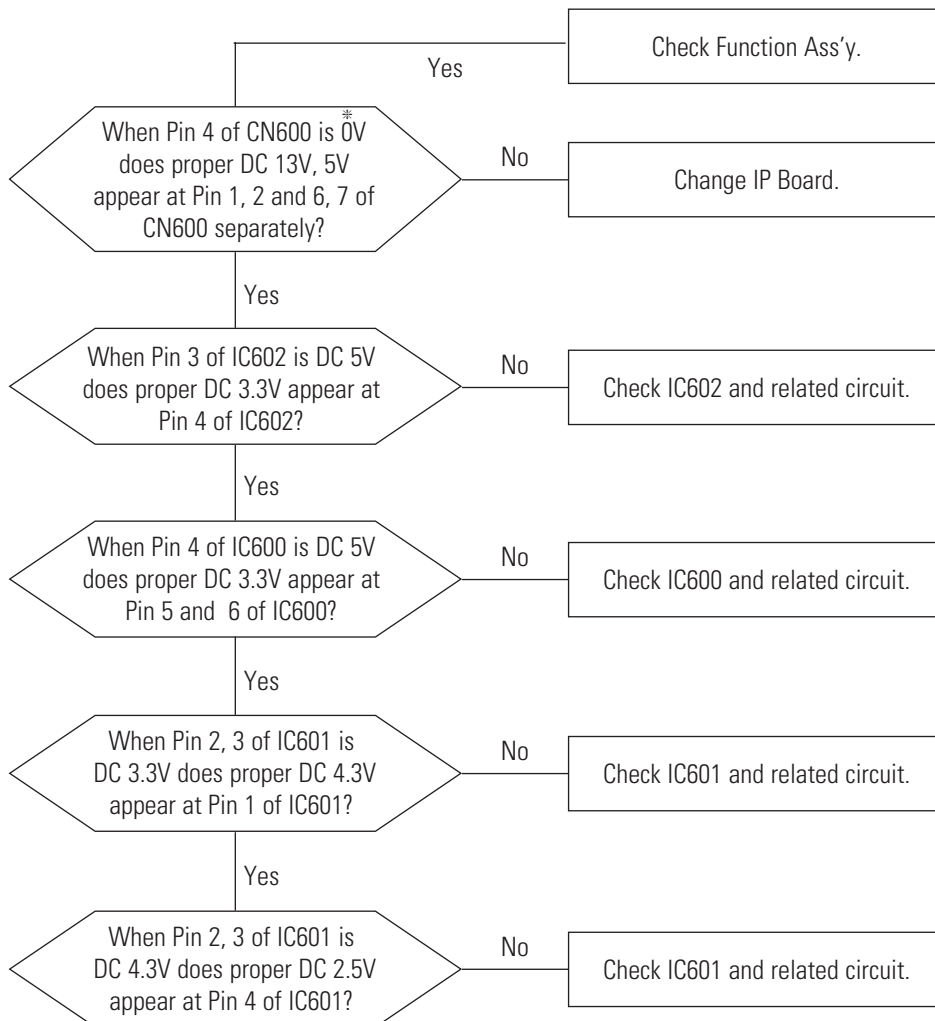 Check Function Ass'y.
Yes
When Pin 4 of CN600 is 0V
※
does proper DC 13V, 5V
appear at Pin 1, 2 and 6, 7 of
CN600 separately?
No
Change IP Board.
Yes
When Pin 3 of IC602 is DC 5V
does proper DC 3.3V appear at
Pin 4 of IC602?
No
Check IC602 and related circuit.
Yes
When Pin 4 of IC600 is DC 5V
does proper DC 3.3V appear at
Pin 5 and 6 of IC600?
No
Check IC600 and related circuit.
Yes
When Pin 2, 3 of IC601 is
DC 3.3V does proper DC 4.3V
appear at Pin 1 of IC601?
No
Check IC601 and related circuit.
Yes
When Pin 2, 3 of IC601 is
DC 4.3V does proper DC 2.5V
appear at Pin 4 of IC601?
No
Check IC601 and related circuit.